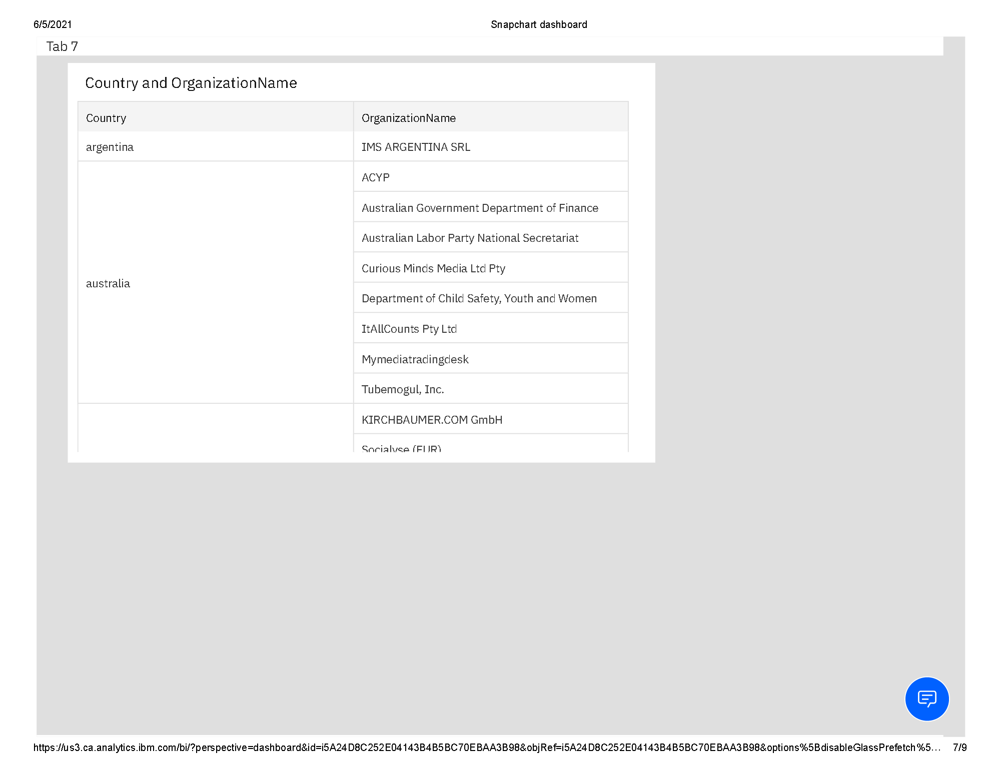 6/5/2021 Snapchart dashboard
Tab 7
Country and OrganizationName
Country OrganizationName
argentina IMS ARGENTINA SRL
ACYP
Australian Government Department of Finance
Australian Labor Party National Secretariat
Curious Minds Media Ltd Pty
australia
Department of Child Safety, Youth and Women
ItAllCounts Pty Ltd
Mymediatradingdesk
Tubemogul, Inc.
KIRCHBAUMER.COM GmbH
Socialyse (EUR)
https://us3.ca.analytics.ibm.com/bi/?perspective=dashboard&id=i5A24D8C252E04143B4B5BC70EBAA3B98&objRef=i5A24D8C252E04143B4B5BC70EBAA3B98&options%5BdisableGlassPrefetch%5... 7/9